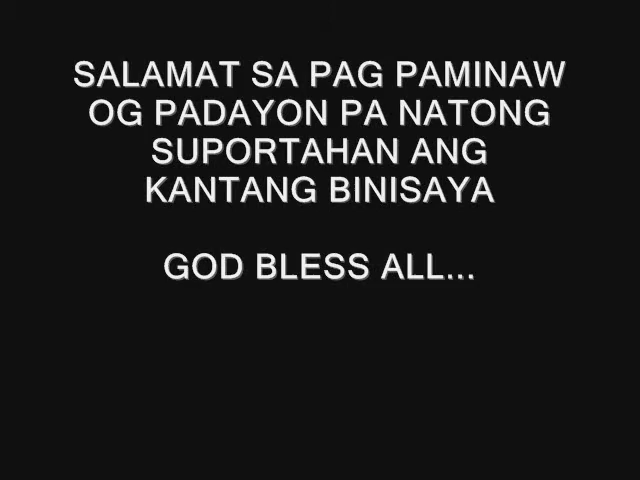 SALAMAT SA PAG PAMINAW
OG PADAYON PA NATONG
SUPORTAHAN ANG
KANTANG BINISAYA
GOD BLESS ALL...